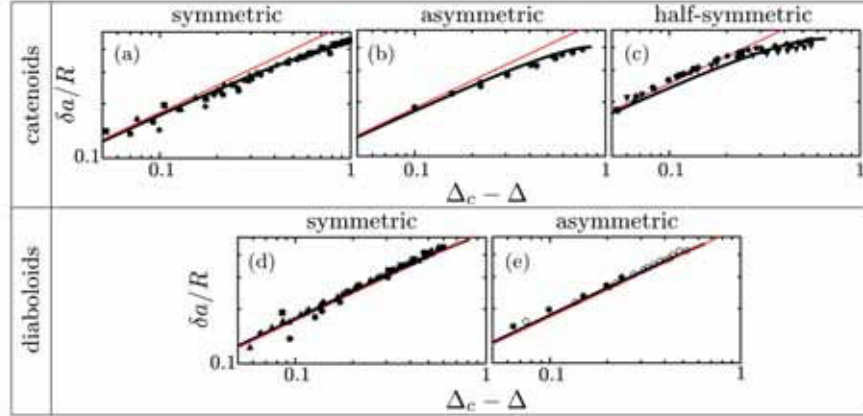 symmetric asymmetric half-symmetric
catenoids
δa/R
(a) (b) (c)
0.1
0.1 1 0.1 1 0.1 1
Δc − Δ
symmetric asymmetric
diaboloids
δa/R
(d) (e)
0.1
0.1 1 0.1 1
Δc − Δ